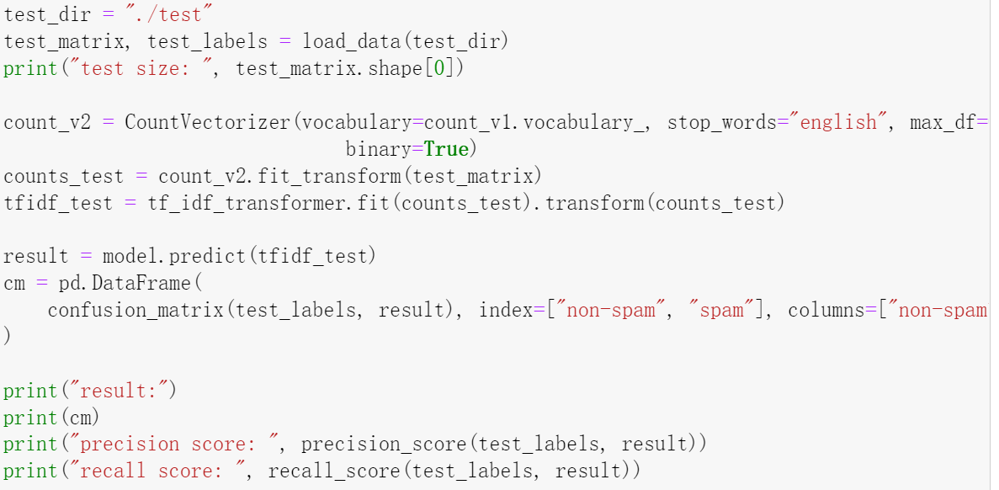 test_dir = "./test"
test_matrix, test_labels = load_data(test_dir)
print("test size: ", test_matrix.shape[0])
count_v2 = CountVectorizer(vocabulary=count_v1.vocabulary_, stop_words="english", max_df=
binary=True)
counts_test = count_v2.fit_transform(test_matrix)
tfidf_test = tf_idf_transformer.fit(counts_test).transform(counts_test)
result = model.predict(tfidf_test)
cm = pd.DataFrame(
confusion_matrix(test_labels, result), index=["non-spam", "spam"], columns=["non-spam
)
print("result:")
print(cm)
print("precision score: ", precision_score(test_labels, result))
print("recall score: ", recall_score(test_labels, result))